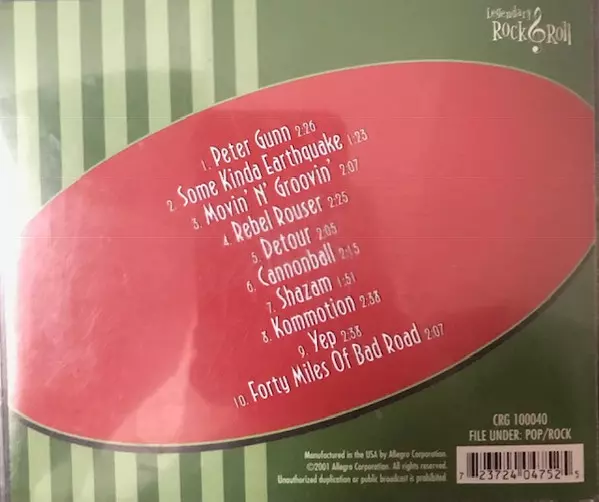 Legendary
Rock & Roll
1. Peter Gunn 2:26
2. Some Kinda Earthquake 1:23
3. Movin' N' Groovin' 2:07
4. Rebel Rouser 2:25
5. Detour 2:05
6. Cannonball 2:15
7. Shazam 1:51
8. Kommotion 2:38
9. Yep 2:38
10. Forty Miles Of Bad Road 2:07
CRG 100040
FILE UNDER: POP/ROCK
Manufactured in the USA by Allegro Corporation.
©2001 Allegro Corporation. All rights reserved.
Unauthorized duplication or public broadcast is prohibited
7 23724 04752 5